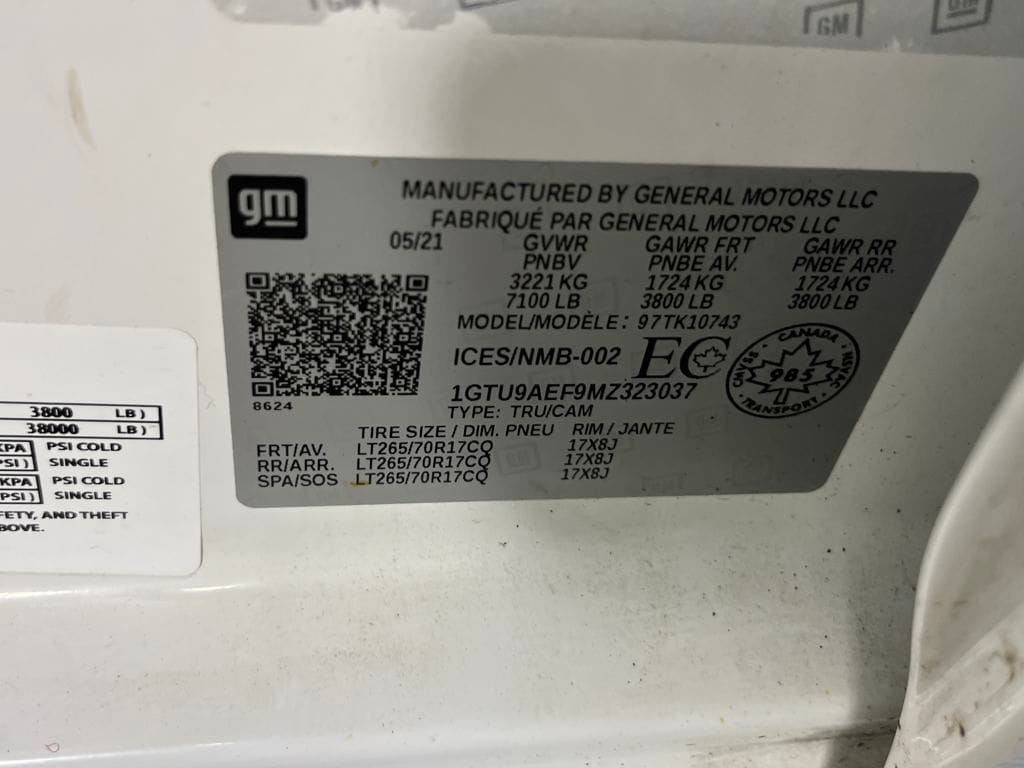 GM
GM
gm
MANUFACTURED BY GENERAL MOTORS LLC
FABRIQUÉ PAR GENERAL MOTORS LLC
05/21 GVWR GAWR FRT GAWR RR
PNBV PNBE AV. PNBE ARR.
3221 KG 1724 KG 1724 KG
7100 LB 3800 LB 3800 LB
MODEL/MODÈLE: 97TK10743
ICES/NMB-002 EC
CANADA
CMVSS 985 HSVAC
TRANSPORT
8624
1GTU9AEF9MZ323037
TYPE: TRU/CAM
TIRE SIZE / DIM. PNEU RIM / JANTE
FRT/AV. LT265/70R17CQ 17X8J
RR/ARR. LT265/70R17CQ 17X8J
SPA/SOS LT265/70R17CQ 17X8J
3800 LB)
38000 LB)
KPA PSI COLD
PSI) SINGLE
KPA PSI COLD
PSI) SINGLE
FETY, AND THEFT
BOVE.